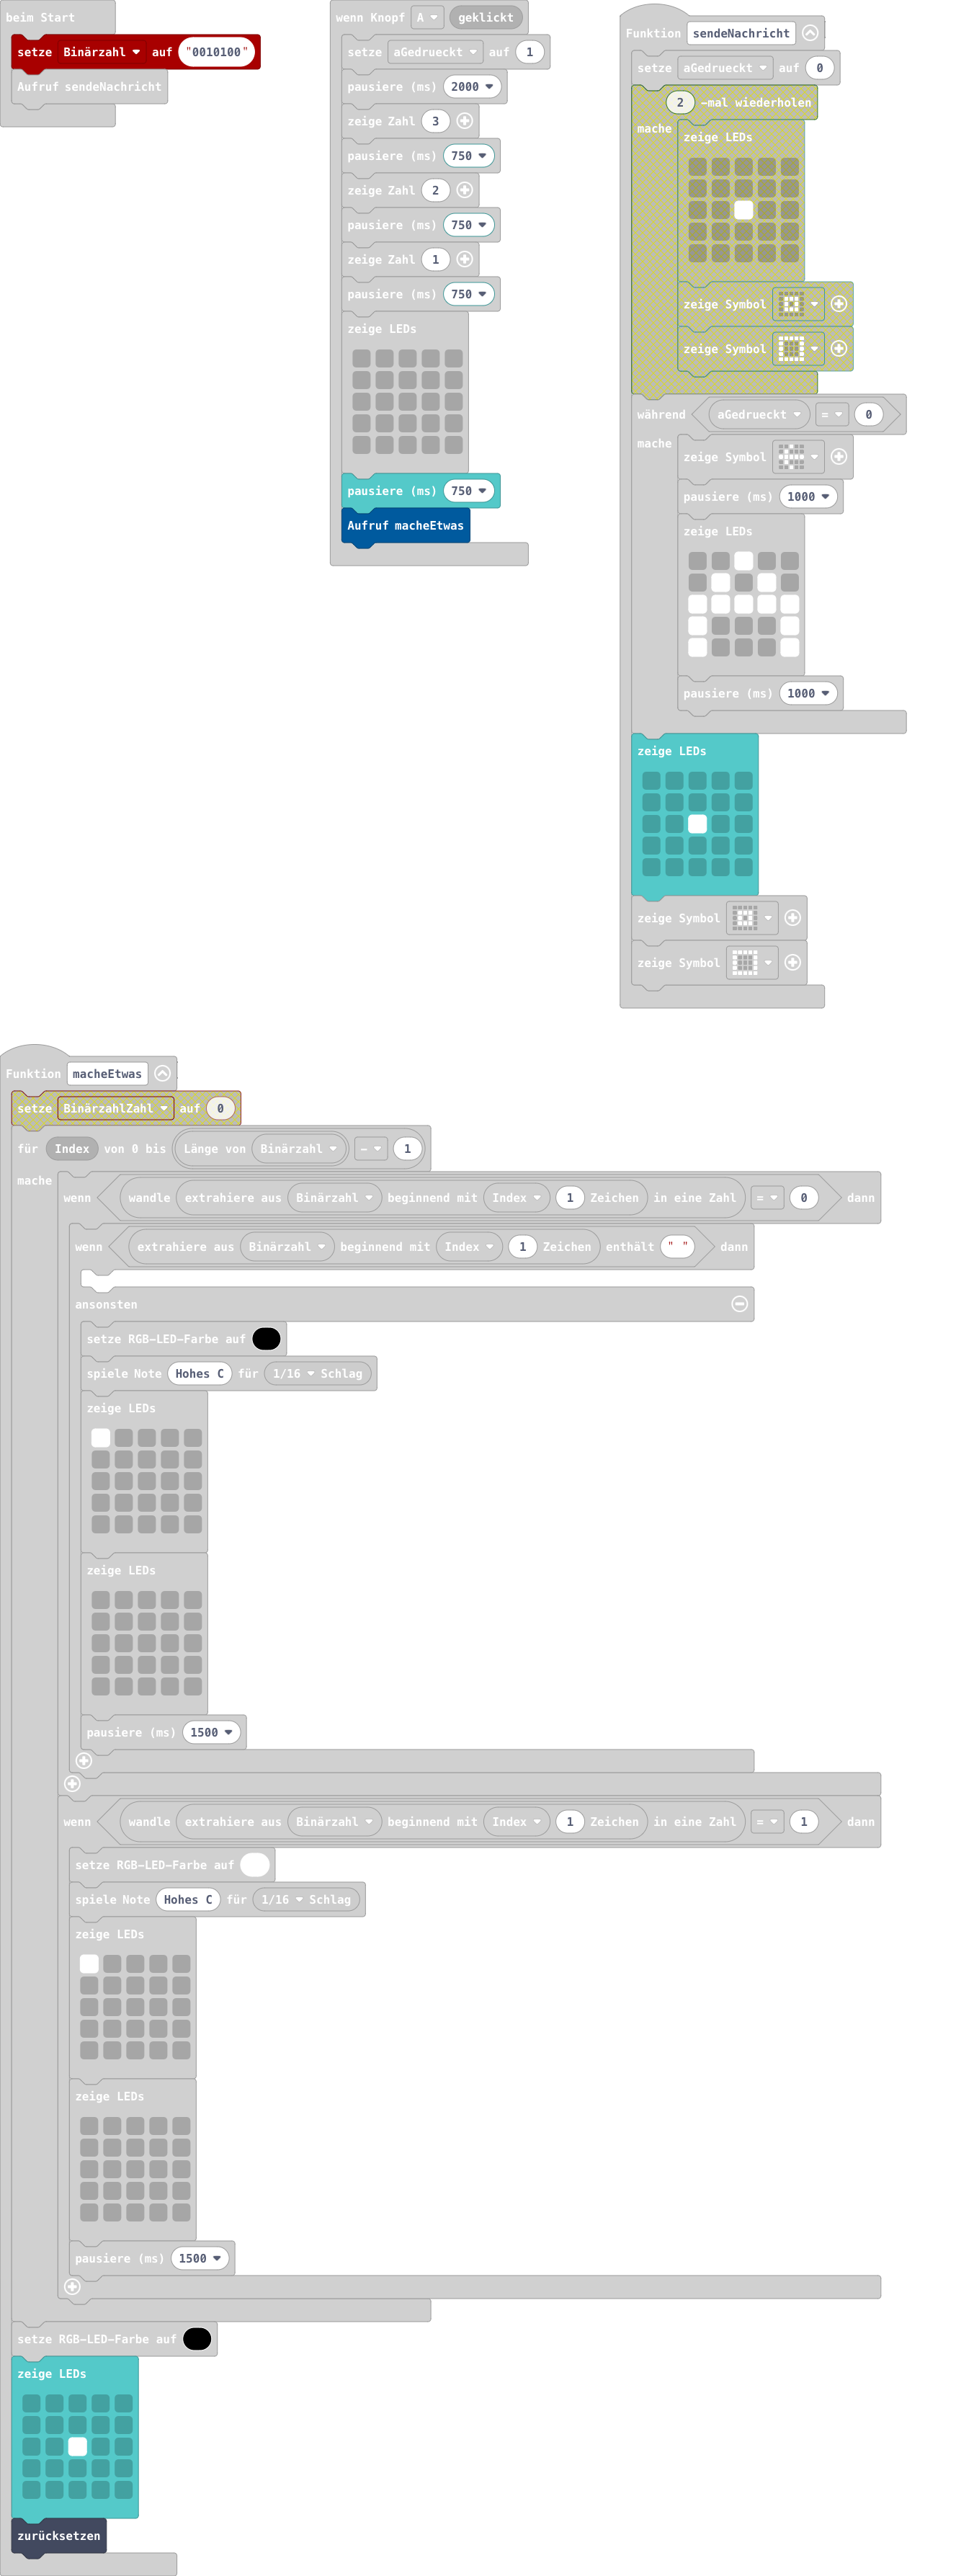 beim Start
setze Binärzahl auf "0010100"
Aufruf sendeNachricht
wenn Knopf A geklickt
setze aGedrueckt auf 1
pausiere (ms) 2000
zeige Zahl 3
pausiere (ms) 750
zeige Zahl 2
pausiere (ms) 750
zeige Zahl 1
pausiere (ms) 750
zeige LEDs
pausiere (ms) 750
Aufruf macheEtwas
Funktion sendeNachricht
setze aGedrueckt auf 0
2 -mal wiederholen
mache
zeige LEDs
zeige Symbol
zeige Symbol
während aGedrueckt = 0
mache
zeige Symbol
pausiere (ms) 1000
zeige LEDs
pausiere (ms) 1000
zeige LEDs
zeige Symbol
zeige Symbol
Funktion macheEtwas
setze BinärzahlZahl auf 0
für Index von 0 bis Länge von Binärzahl - 1
mache
wenn wandle extrahiere aus Binärzahl beginnend mit Index 1 Zeichen in eine Zahl = 0 dann
wenn extrahiere aus Binärzahl beginnend mit Index 1 Zeichen enthält " " dann
ansonsten
setze RGB-LED-Farbe auf
spiele Note Hohes C für 1/16 Schlag
zeige LEDs
zeige LEDs
pausiere (ms) 1500
wenn wandle extrahiere aus Binärzahl beginnend mit Index 1 Zeichen in eine Zahl = 1 dann
setze RGB-LED-Farbe auf
spiele Note Hohes C für 1/16 Schlag
zeige LEDs
zeige LEDs
pausiere (ms) 1500
setze RGB-LED-Farbe auf
zeige LEDs
zurücksetzen